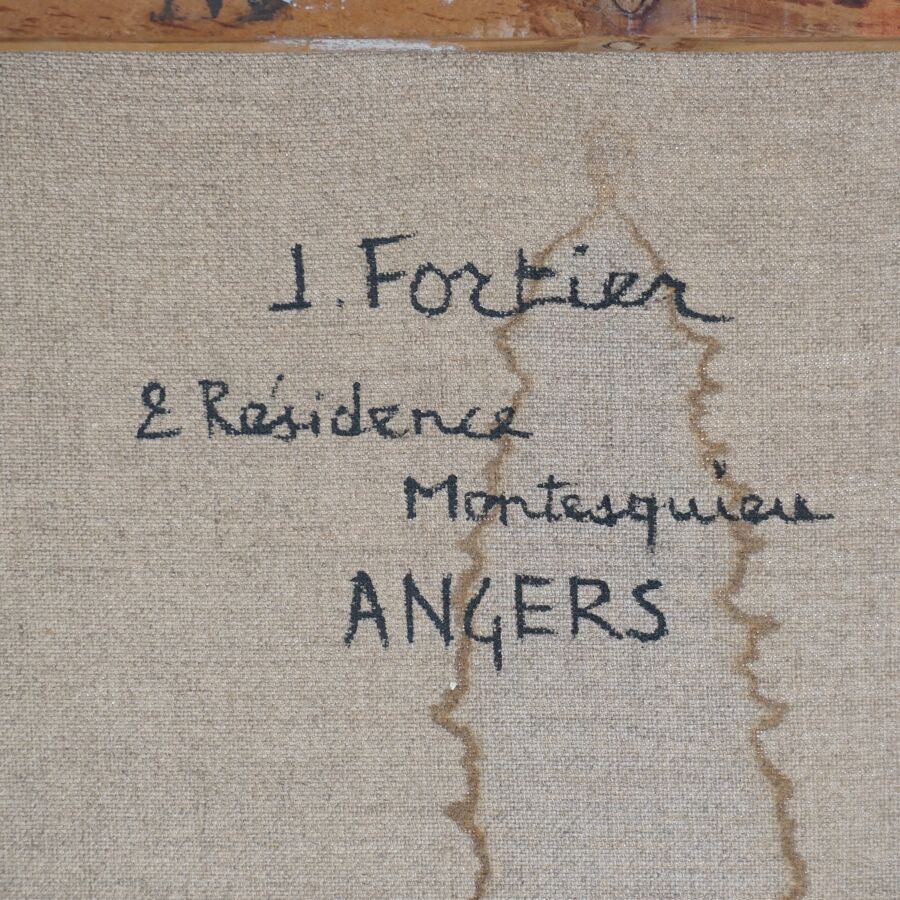 J. Fortier
2 Résidence
Montesquieu
ANGERS